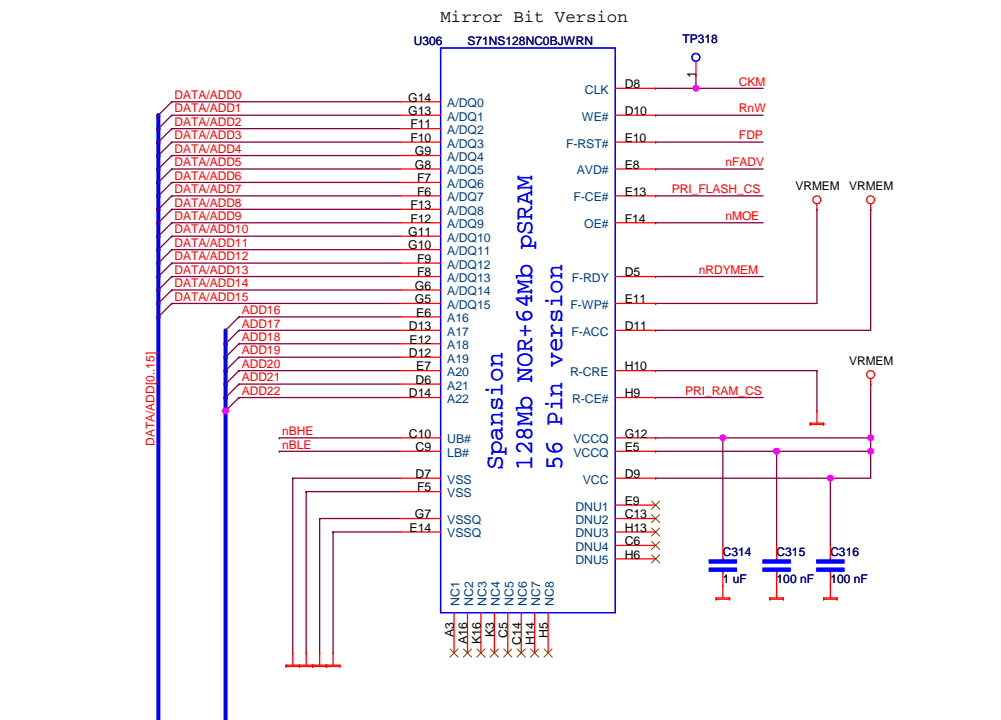 Mirror Bit Version
U306 S71NS128NC0BJWRN
TP318
1
DATA/ADD0 G14 A/DQ0
DATA/ADD1 G13 A/DQ1
DATA/ADD2 F11 A/DQ2
DATA/ADD3 F10 A/DQ3
DATA/ADD4 G9 A/DQ4
DATA/ADD5 G8 A/DQ5
DATA/ADD6 F7 A/DQ6
DATA/ADD7 F6 A/DQ7
DATA/ADD8 F13 A/DQ8
DATA/ADD9 F12 A/DQ9
DATA/ADD10 G11 A/DQ10
DATA/ADD11 G10 A/DQ11
DATA/ADD12 F9 A/DQ12
DATA/ADD13 F8 A/DQ13
DATA/ADD14 G6 A/DQ14
DATA/ADD15 G5 A/DQ15
ADD16 E6 A16
ADD17 D13 A17
ADD18 E12 A18
ADD19 D12 A19
ADD20 E7 A20
ADD21 D6 A21
ADD22 D14 A22
DATA/ADD[0..15]
nBHE C10 UB#
nBLE C9 LB#
D7 VSS
F5 VSS
G7 VSSQ
E14 VSSQ
Spansion
128Mb NOR+64Mb pSRAM
56 Pin version
CLK D8 CKM
WE# D10 RnW
F-RST# E10 FDP
AVD# E8 nFADV
F-CE# E13 PRI_FLASH_CS
OE# F14 nMOE
VRMEM VRMEM
F-RDY D5 nRDYMEM
F-WP# E11
F-ACC D11
VRMEM
R-CRE H10
R-CE# H9 PRI_RAM_CS
VCCQ G12
VCCQ E5
VCC D9
DNU1 E9
DNU2 C13
DNU3 H13
DNU4 C6
DNU5 H6
C314 C315 C316
1 uF 100 nF 100 nF
NC1 NC2 NC3 NC4 NC5 NC6 NC7 NC8
A3 A16 K16 K3 C5 C14 H14 H5